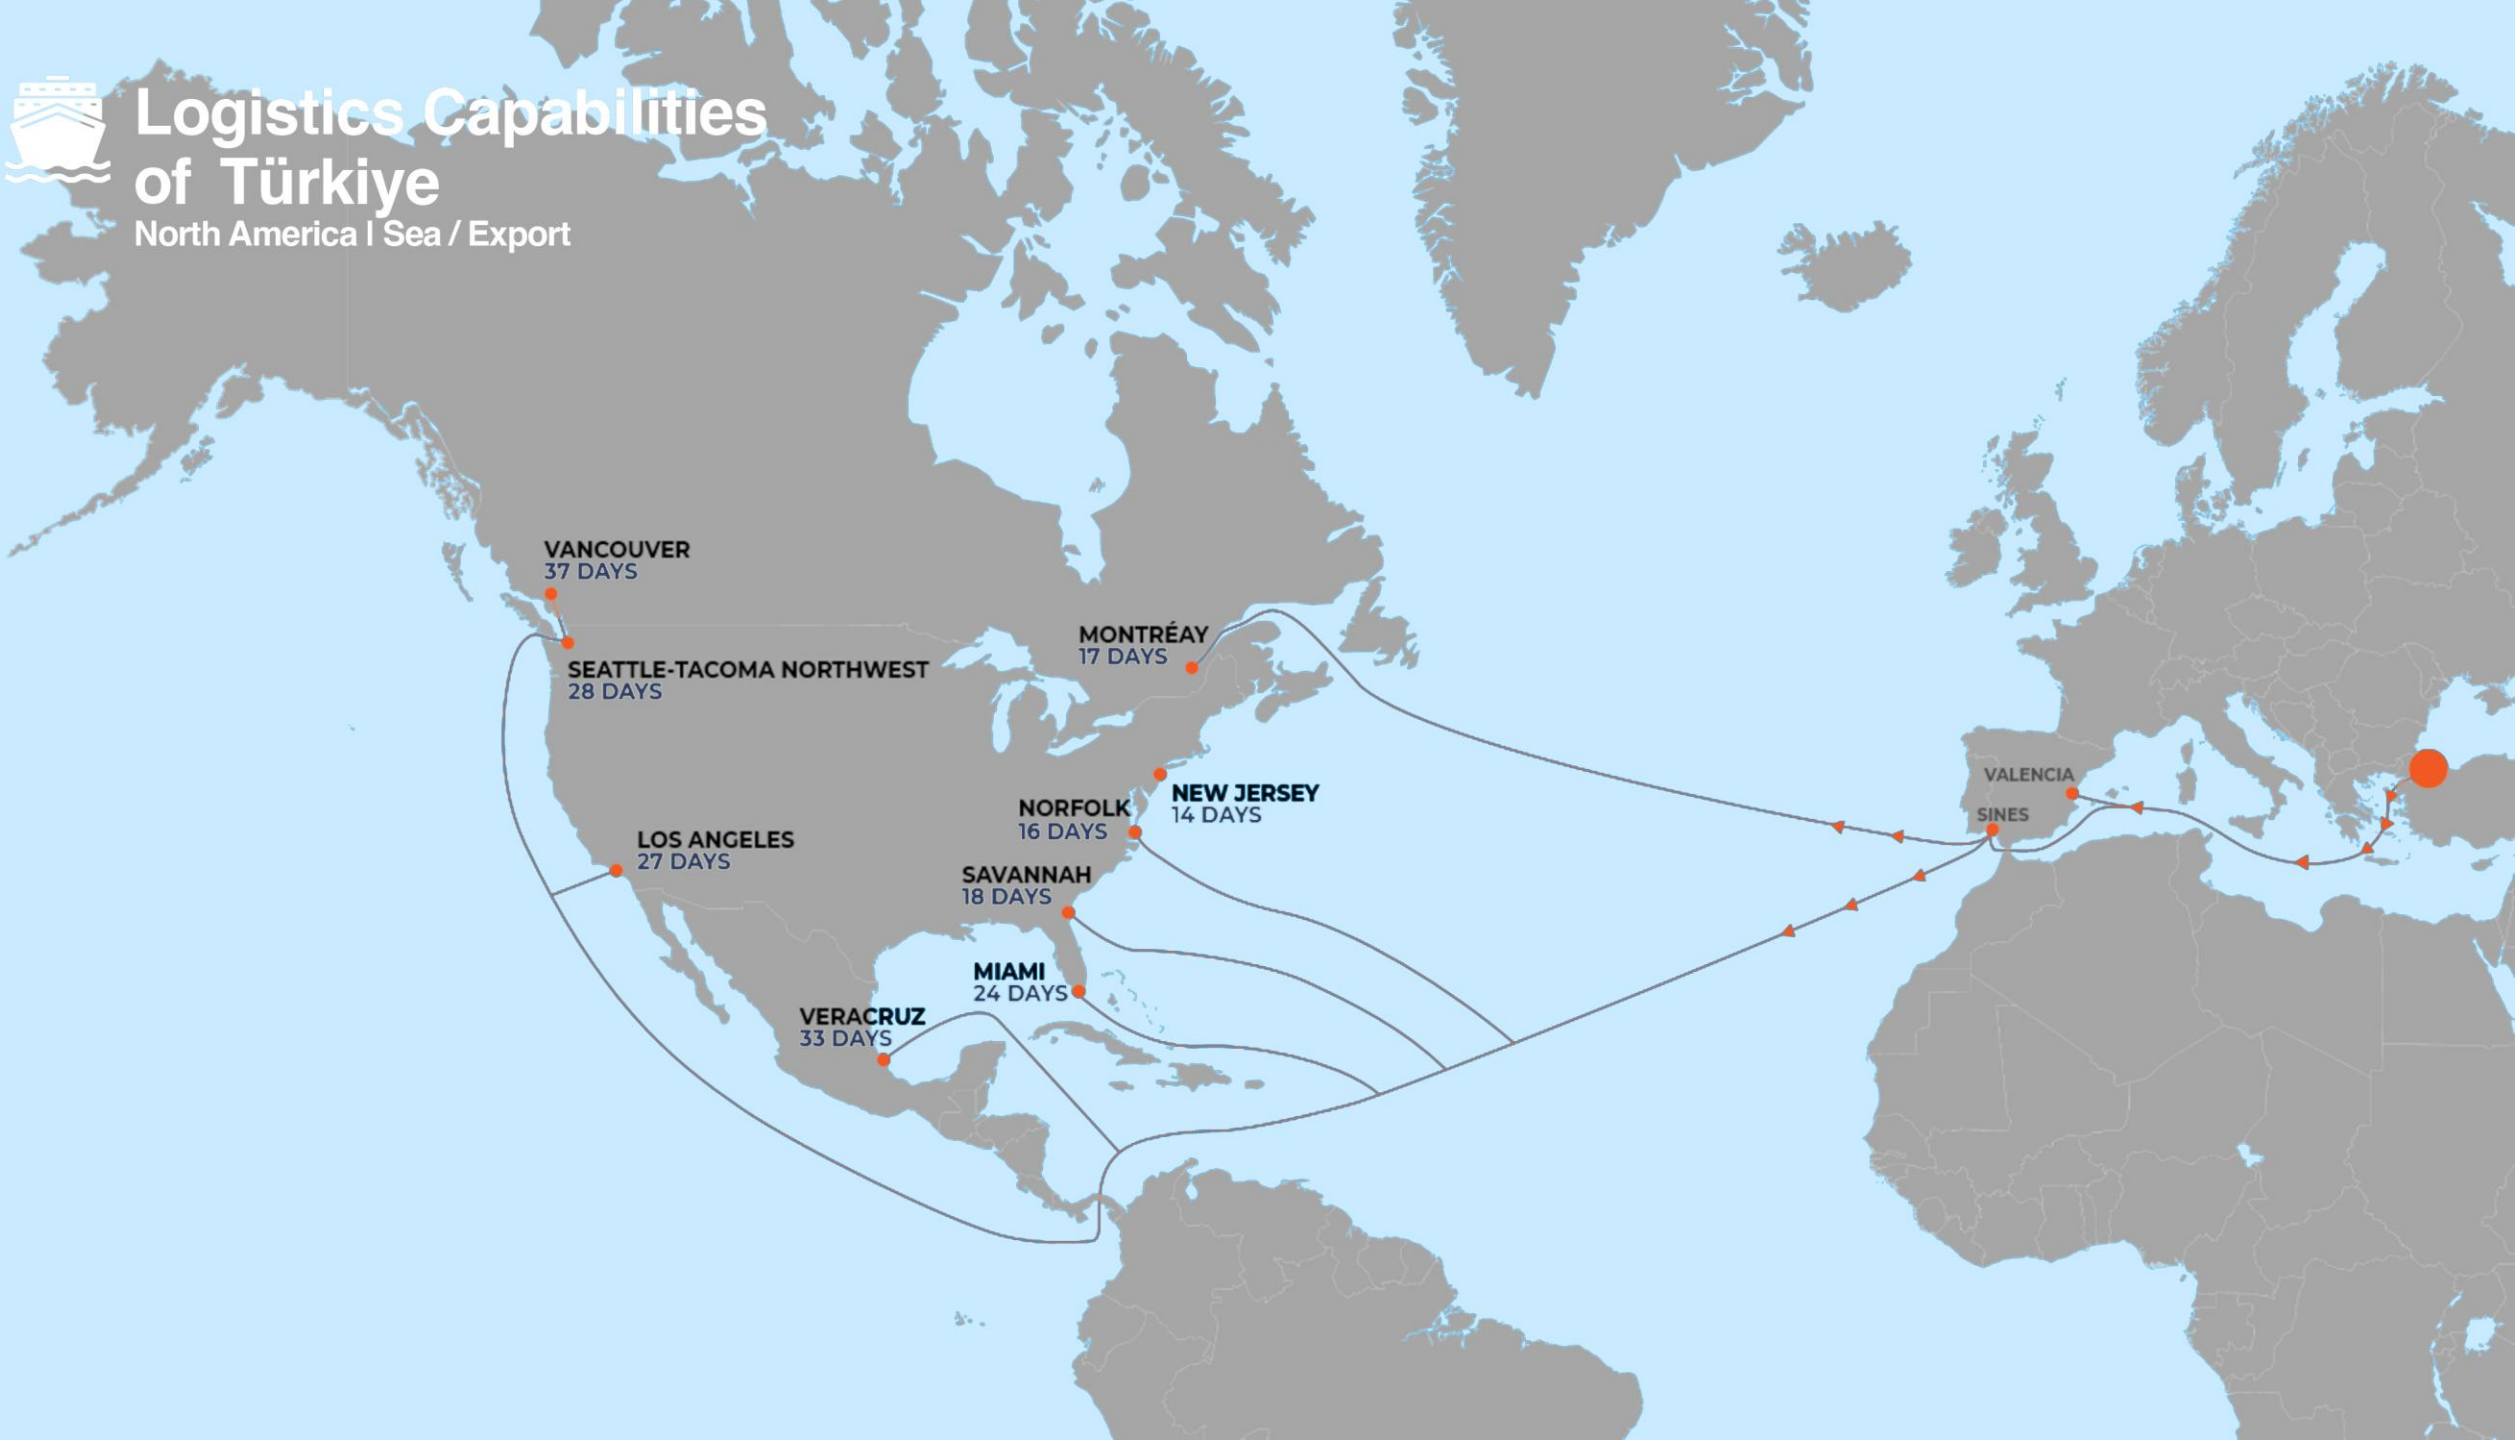 Logistics Capabilities
of Türkiye
North America | Sea / Export
VANCOUVER
37 DAYS
MONTRÉAY
17 DAYS
SEATTLE-TACOMA NORTHWEST
28 DAYS
VALENCIA
NEW JERSEY
14 DAYS
NORFOLK
16 DAYS
SINES
LOS ANGELES
27 DAYS
SAVANNAH
18 DAYS
MIAMI
24 DAYS
VERACRUZ
33 DAYS